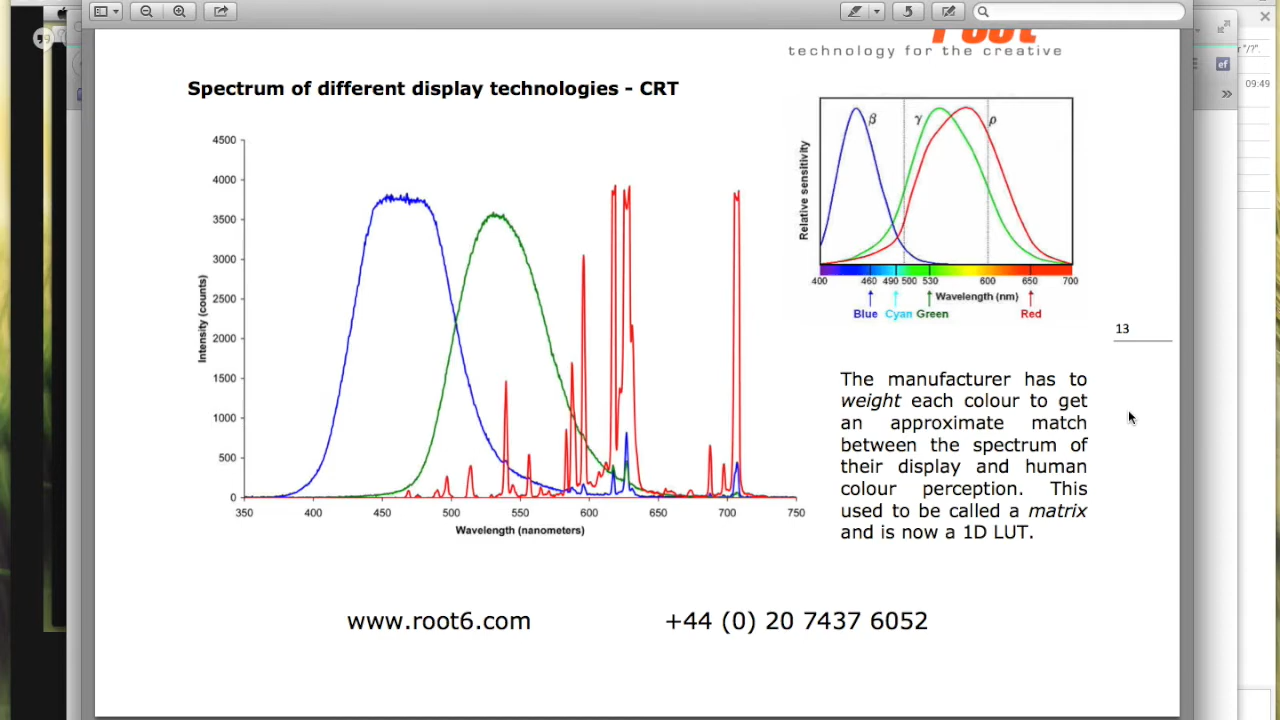 r "/?".
ef
09:49
root
technology for the creative
Spectrum of different display technologies - CRT
4500
4000
3500
3000
2500
2000
1500
1000
500
0
Intensity (counts)
350 400 450 500 550 600 650 700 750
Wavelength (nanometers)
β γ ρ
Relative sensitivity
400 460 490 500 530 600 650 700
Wavelength (nm)
Blue Cyan Green Red
13
The manufacturer has to
weight each colour to get
an approximate match
between the spectrum of
their display and human
colour perception. This
used to be called a matrix
and is now a 1D LUT.
www.root6.com +44 (0) 20 7437 6052